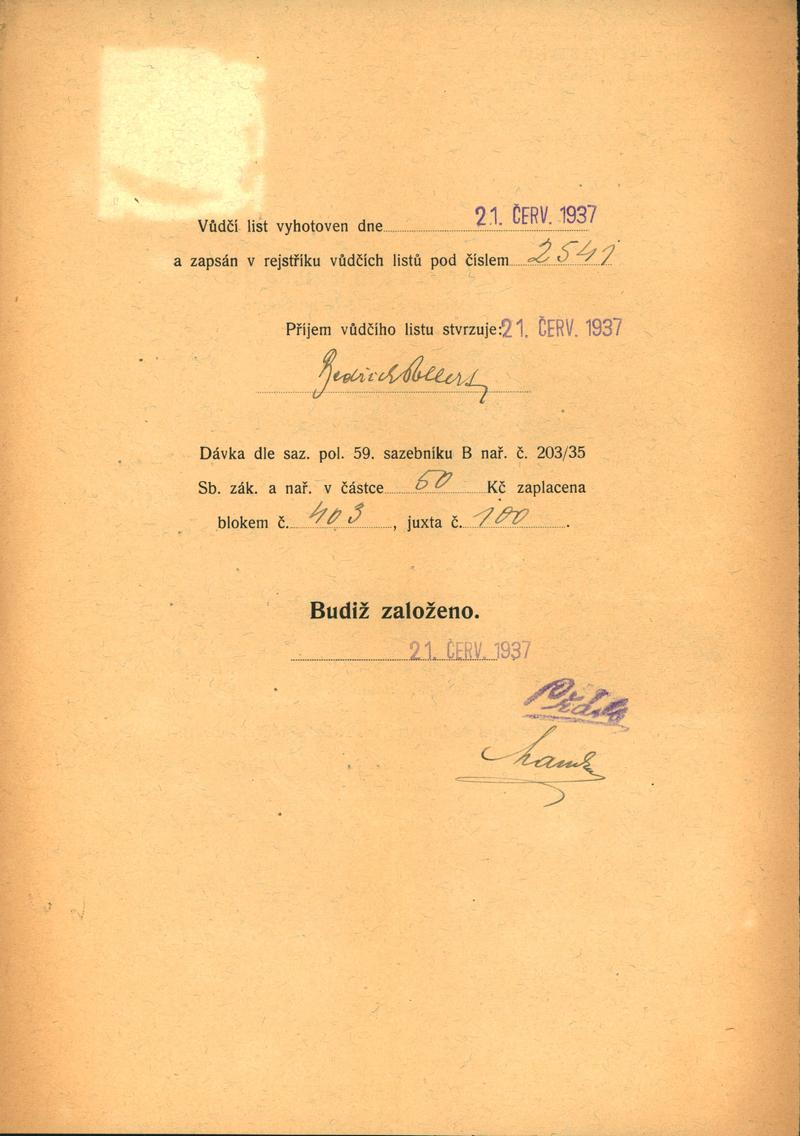 Vůdčí list vyhotoven dne 21. ČERV. 1937
a zapsán v rejstříku vůdčích listů pod číslem 2541
Příjem vůdčího listu stvrzuje: 21. ČERV. 1937
Bedřich Pollert
Dávka dle saz. pol. 59. sazebníku B nař. č. 203/35
Sb. zák. a nař. v částce 50 Kč zaplacena
blokem č. 403, juxta č. 100.
Budiž založeno.
21. ČERV. 1937